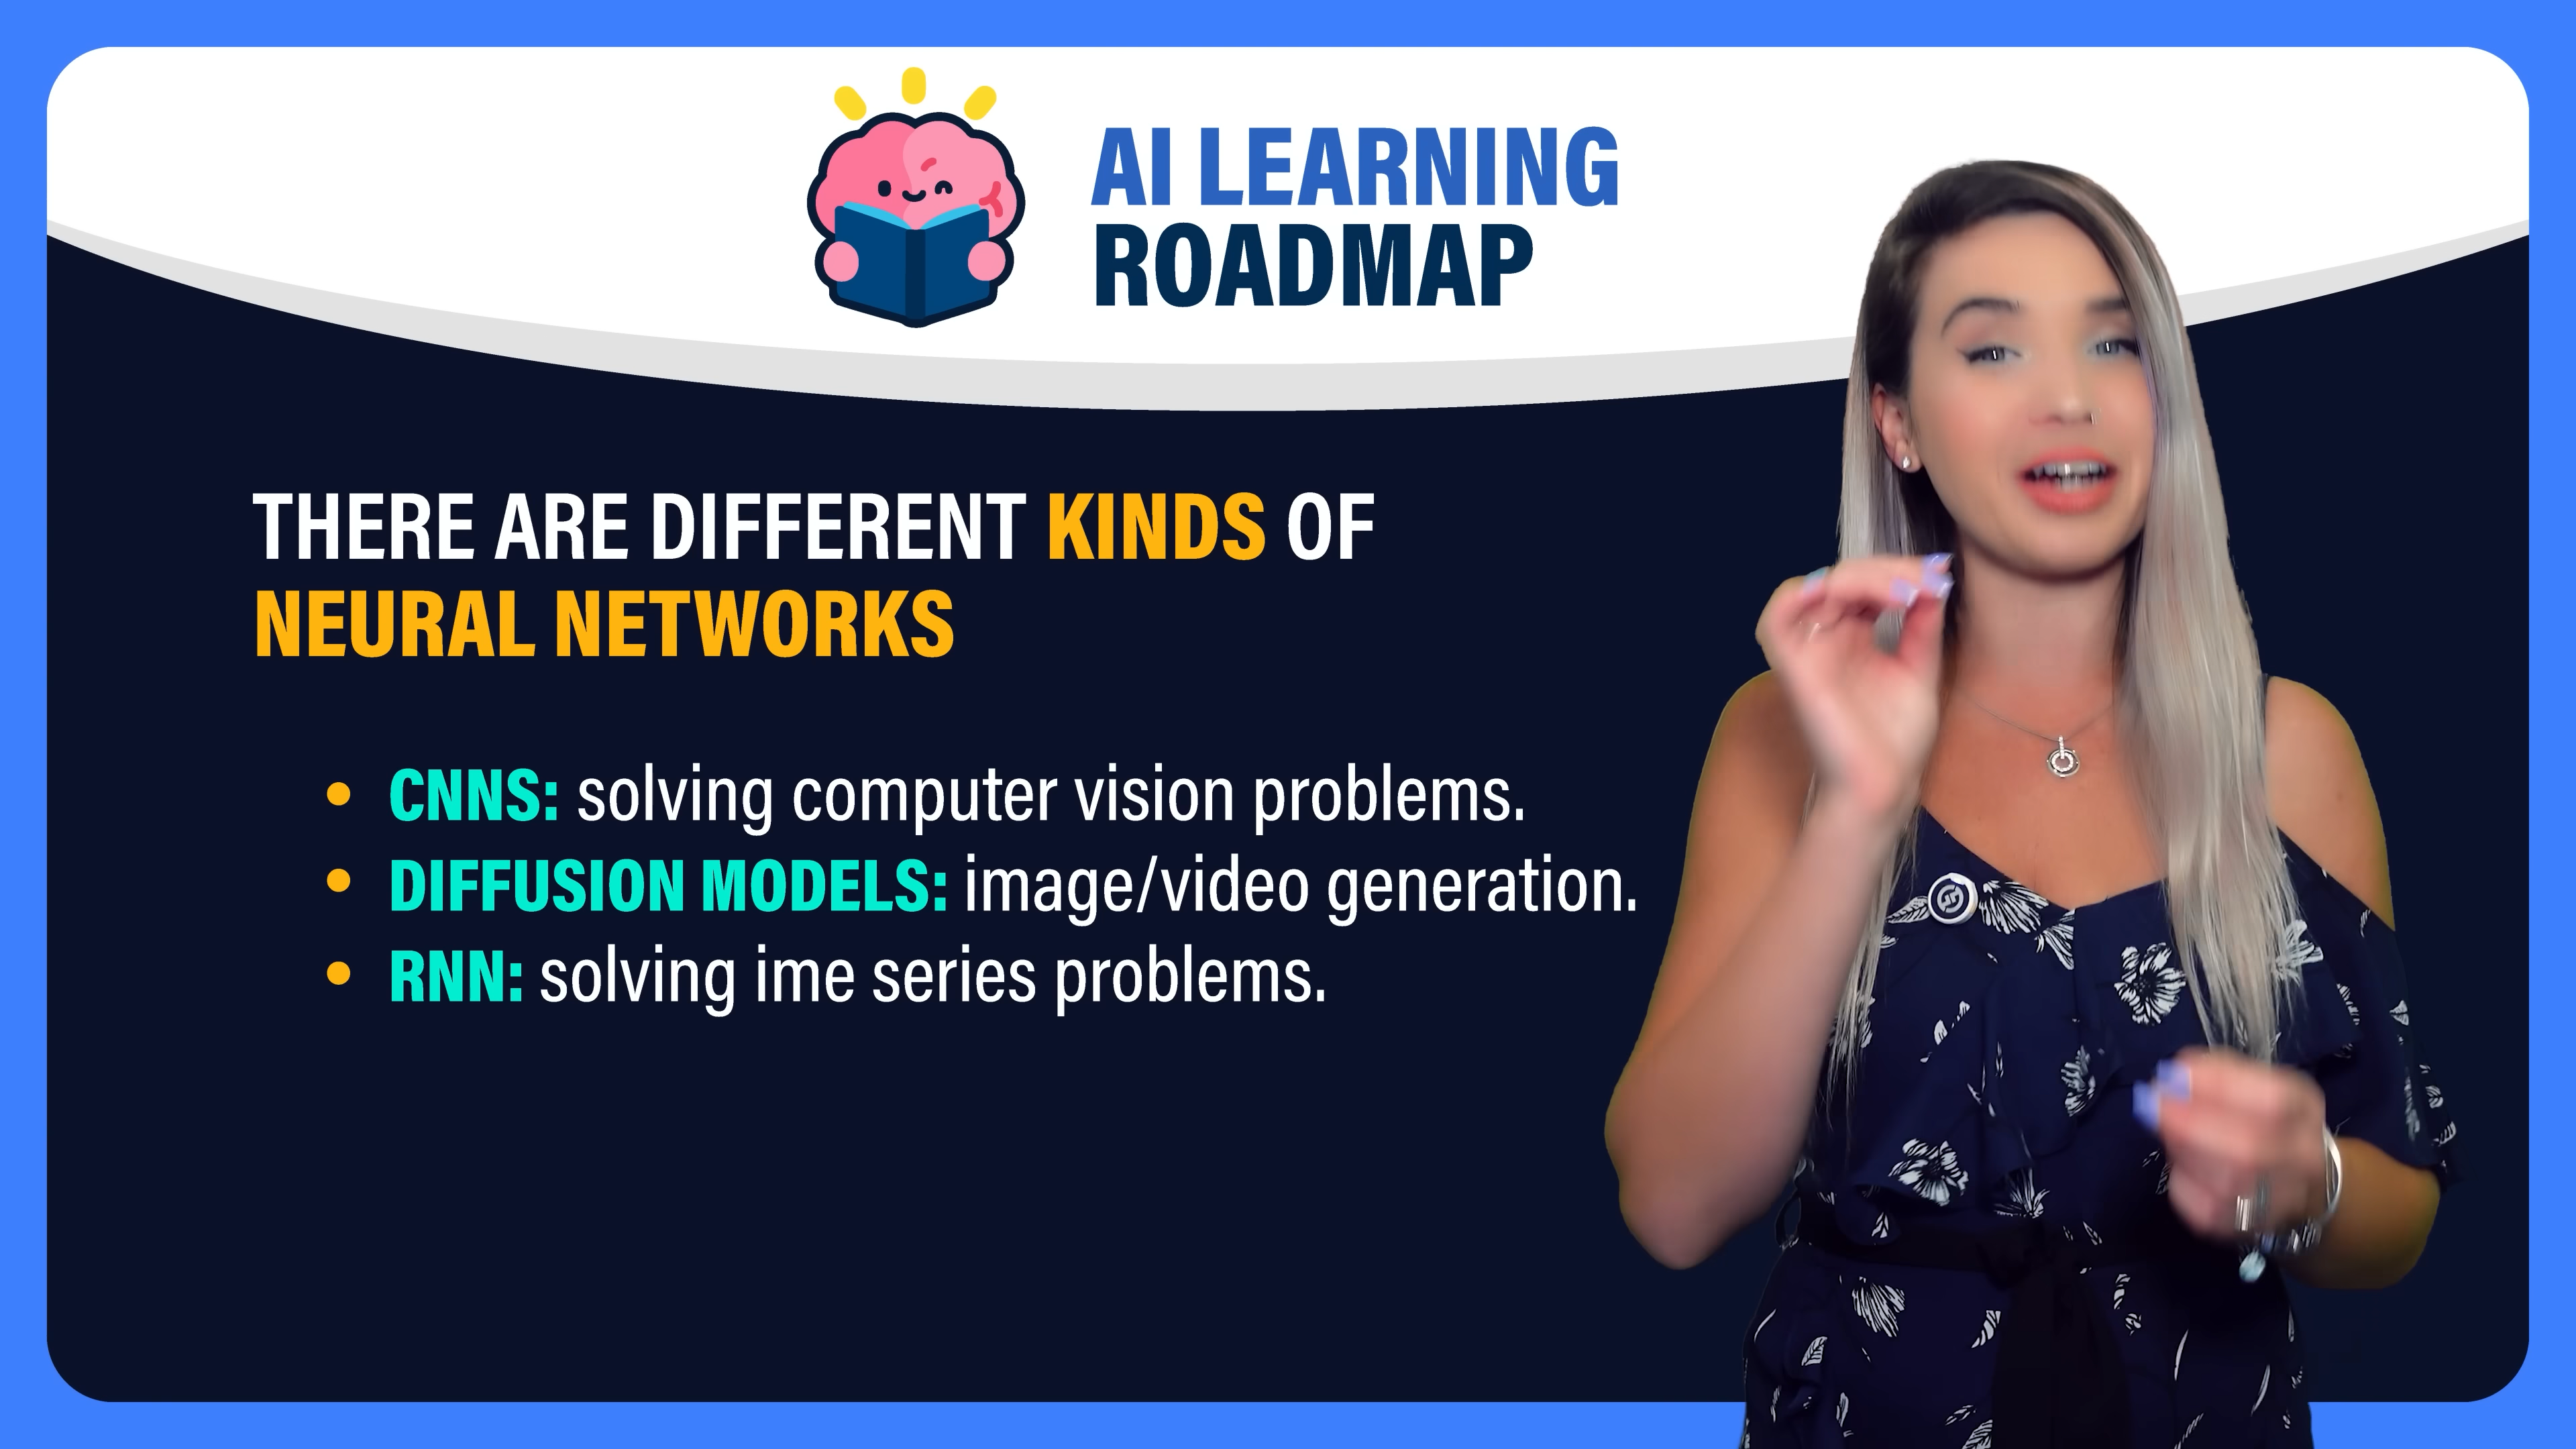 AI LEARNING
ROADMAP
THERE ARE DIFFERENT KINDS OF
NEURAL NETWORKS
• CNNS: solving computer vision problems.
• DIFFUSION MODELS: image/video generation.
• RNN: solving ime series problems.